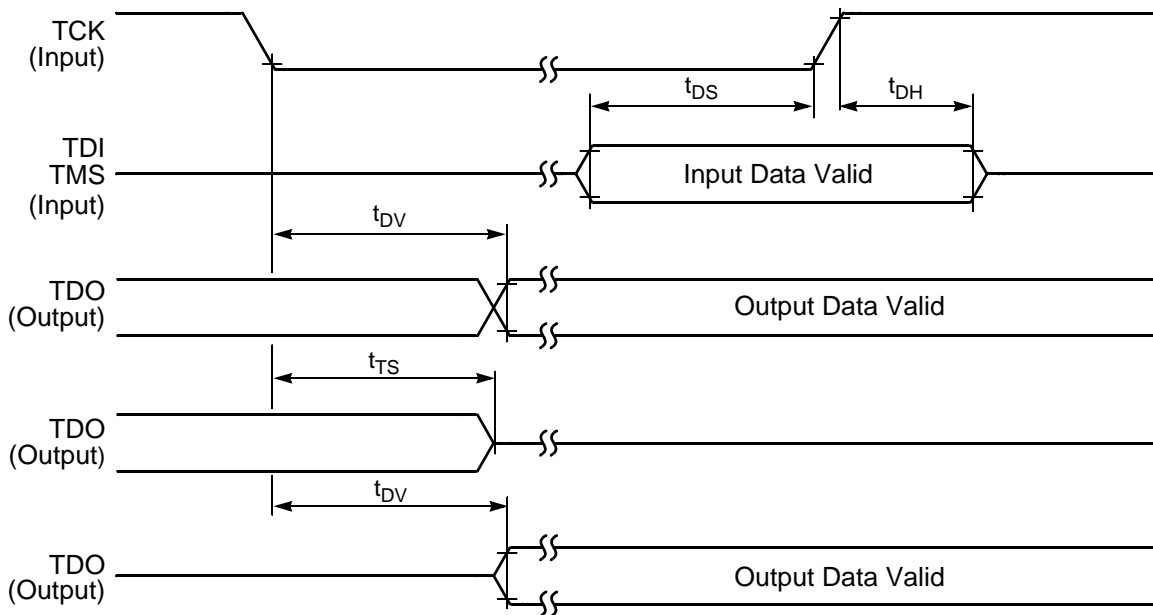 TCK
(Input)
tDS
tDH
TDI
TMS
(Input)
Input Data Valid
tDV
TDO
(Output)
Output Data Valid
tTS
TDO
(Output)
tDV
TDO
(Output)
Output Data Valid